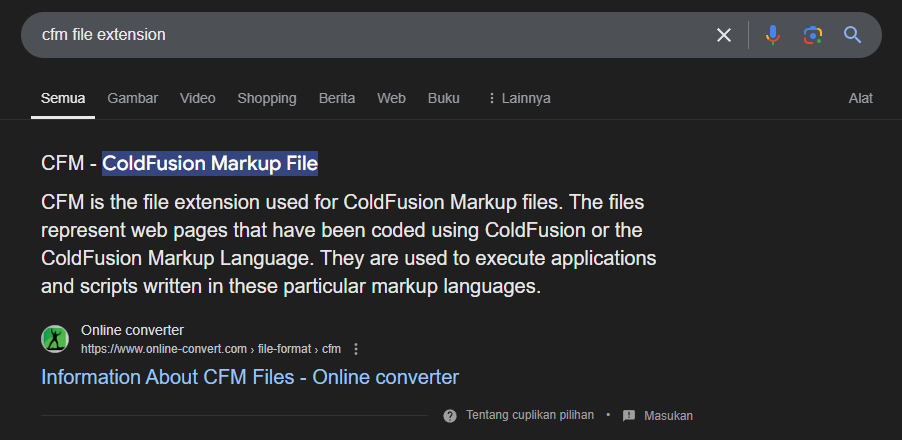 cfm file extension
Semua Gambar Video Shopping Berita Web Buku Lainnya Alat
CFM - ColdFusion Markup File
CFM is the file extension used for ColdFusion Markup files. The files
represent web pages that have been coded using ColdFusion or the
ColdFusion Markup Language. They are used to execute applications
and scripts written in these particular markup languages.
Online converter
https://www.online-convert.com › file-format › cfm
Information About CFM Files - Online converter
Tentang cuplikan pilihan • Masukan